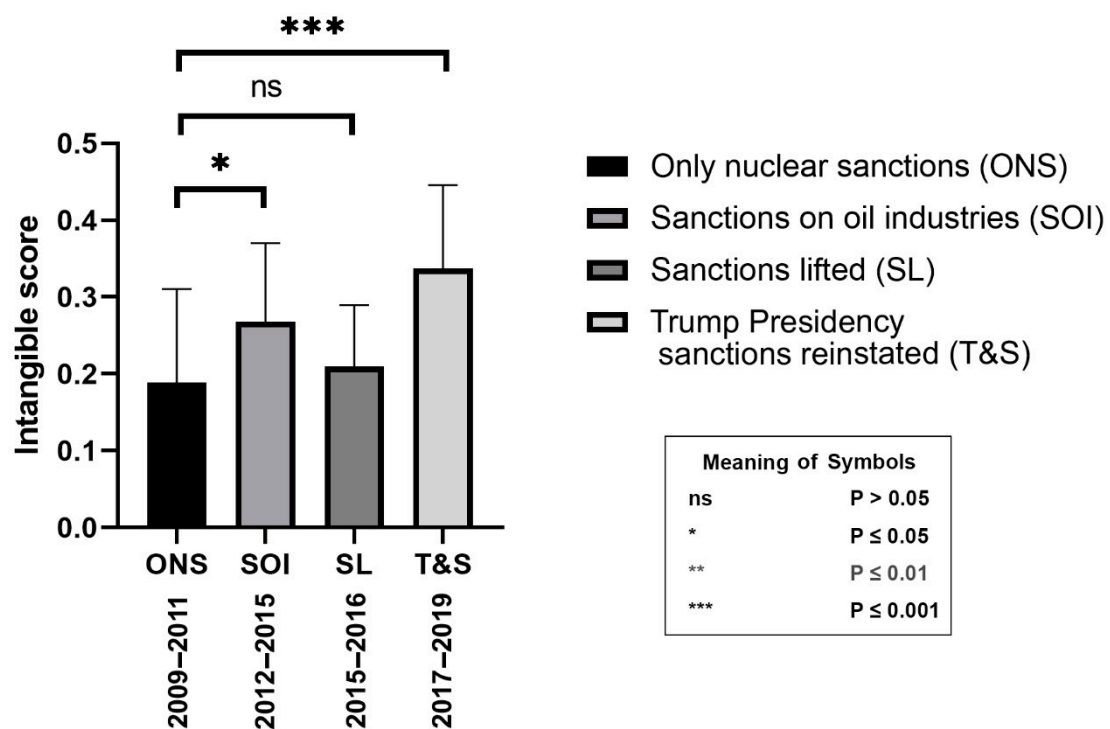 ***
ns
*
0.5
0.4
0.3
0.2
0.1
0.0
Intangible score
ONS SOI SL T&S
2009–2011
2012–2015
2015–2016
2017–2019
Only nuclear sanctions (ONS)
Sanctions on oil industries (SOI)
Sanctions lifted (SL)
Trump Presidency
sanctions reinstated (T&S)
Meaning of Symbols
ns P > 0.05
* P ≤ 0.05
** P ≤ 0.01
*** P ≤ 0.001